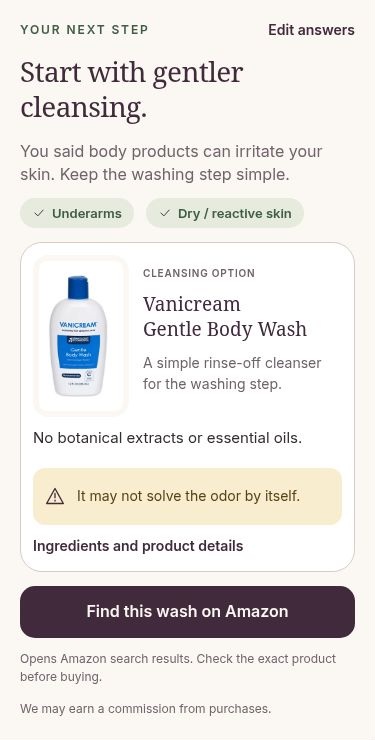 YOUR NEXT STEP
Edit answers
Start with gentler
cleansing.
You said body products can irritate your
skin. Keep the washing step simple.
Underarms
Dry / reactive skin
CLEANSING OPTION
Vanicream
Gentle Body Wash
A simple rinse-off cleanser
for the washing step.
VANICREAM
Gentle
Body Wash
No botanical extracts or essential oils.
It may not solve the odor by itself.
Ingredients and product details
Find this wash on Amazon
Opens Amazon search results. Check the exact product
before buying.
We may earn a commission from purchases.